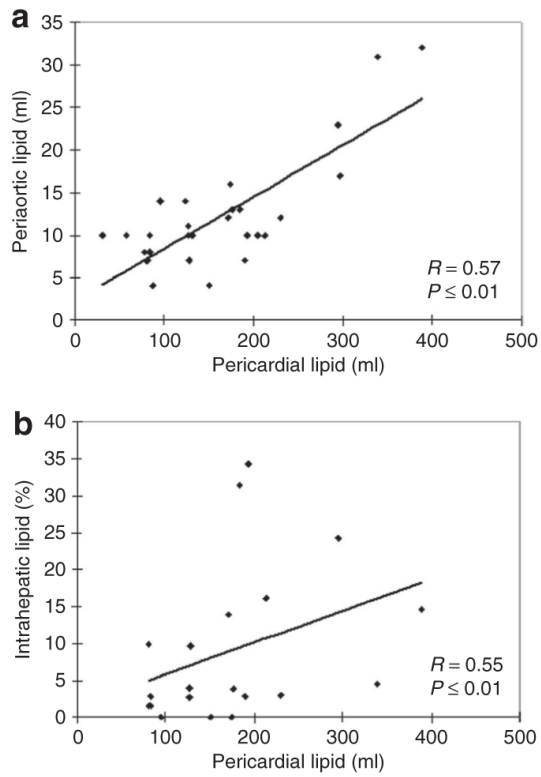 a
35
30
25
20
15
10
5
0
Periaortic lipid (ml)
R = 0.57
P ≤ 0.01
0 100 200 300 400 500
Pericardial lipid (ml)
b
40
35
30
25
20
15
10
5
0
Intrahepatic lipid (%)
R = 0.55
P ≤ 0.01
0 100 200 300 400 500
Pericardial lipid (ml)